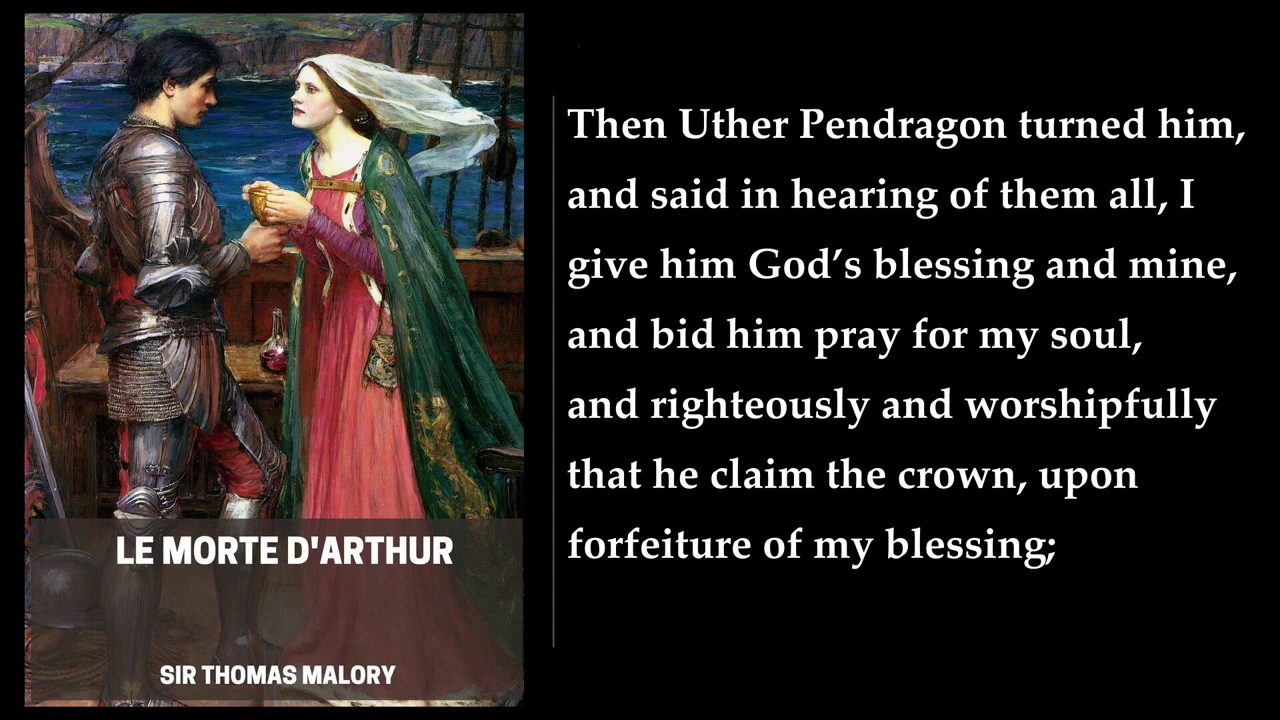 LE MORTE D'ARTHUR
SIR THOMAS MALORY
Then Uther Pendragon turned him,
and said in hearing of them all, I
give him God’s blessing and mine,
and bid him pray for my soul,
and righteously and worshipfully
that he claim the crown, upon
forfeiture of my blessing;